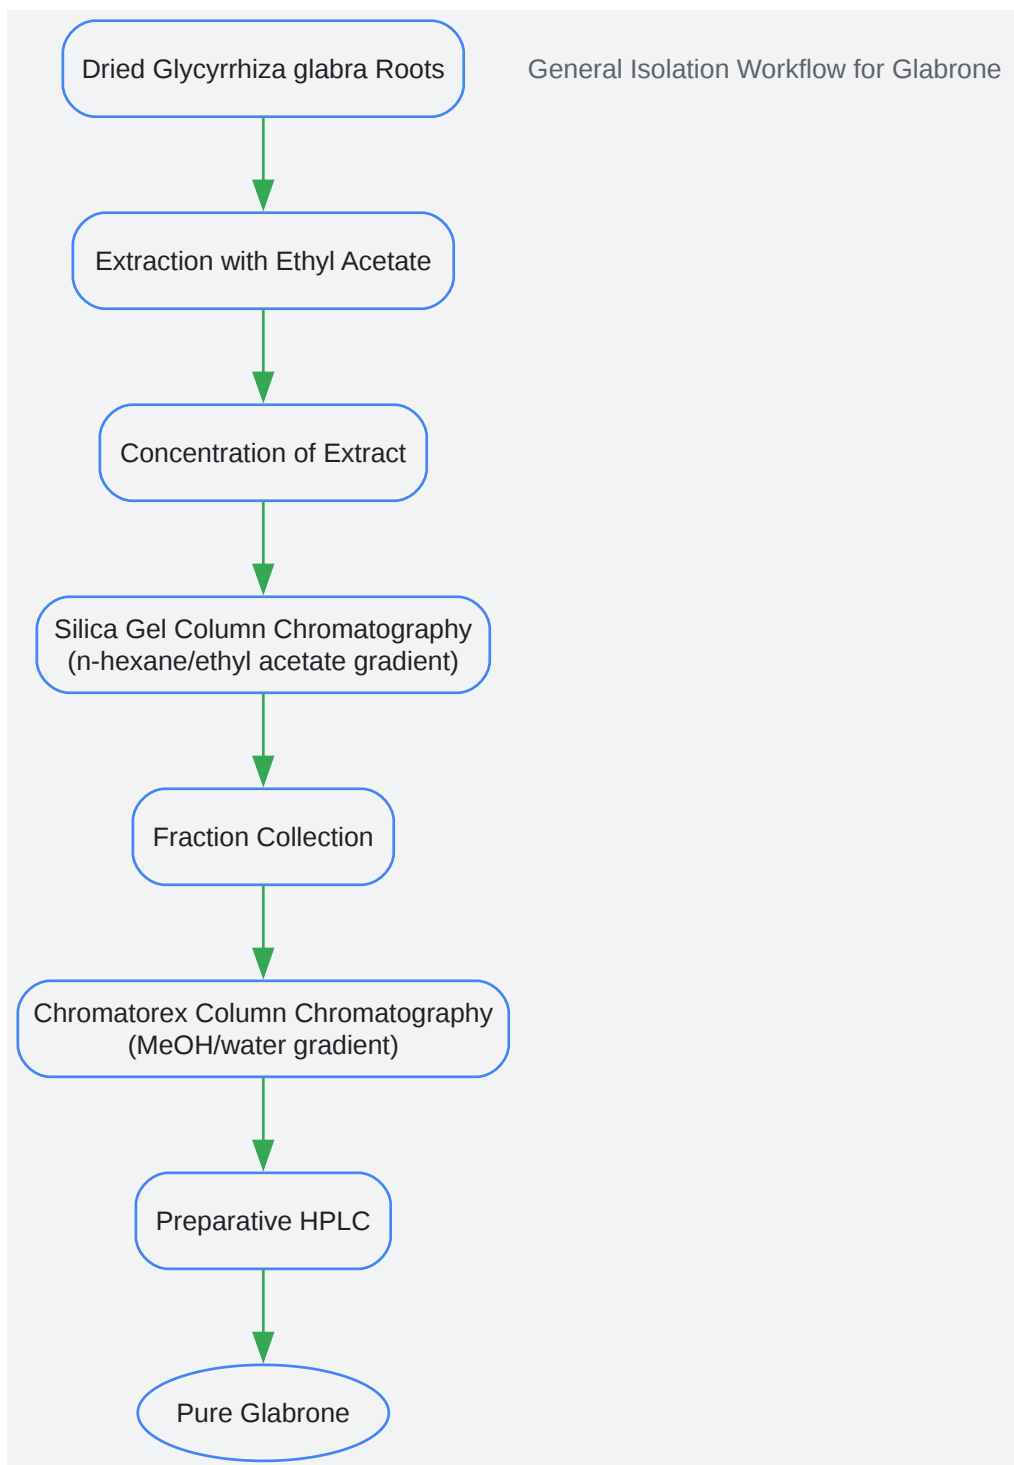 Dried Glycyrrhiza glabra Roots
General Isolation Workflow for Glabrone
Extraction with Ethyl Acetate
Concentration of Extract
Silica Gel Column Chromatography
(n-hexane/ethyl acetate gradient)
Fraction Collection
Chromatorex Column Chromatography
(MeOH/water gradient)
Preparative HPLC
Pure Glabrone